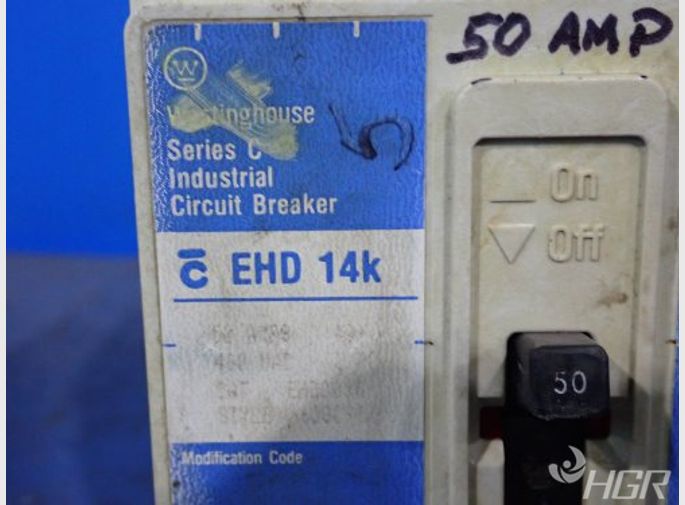 50 AMP
W
Westinghouse
Series C
Industrial
Circuit Breaker
On
Off
C EHD 14k
50
Modification Code
HGR